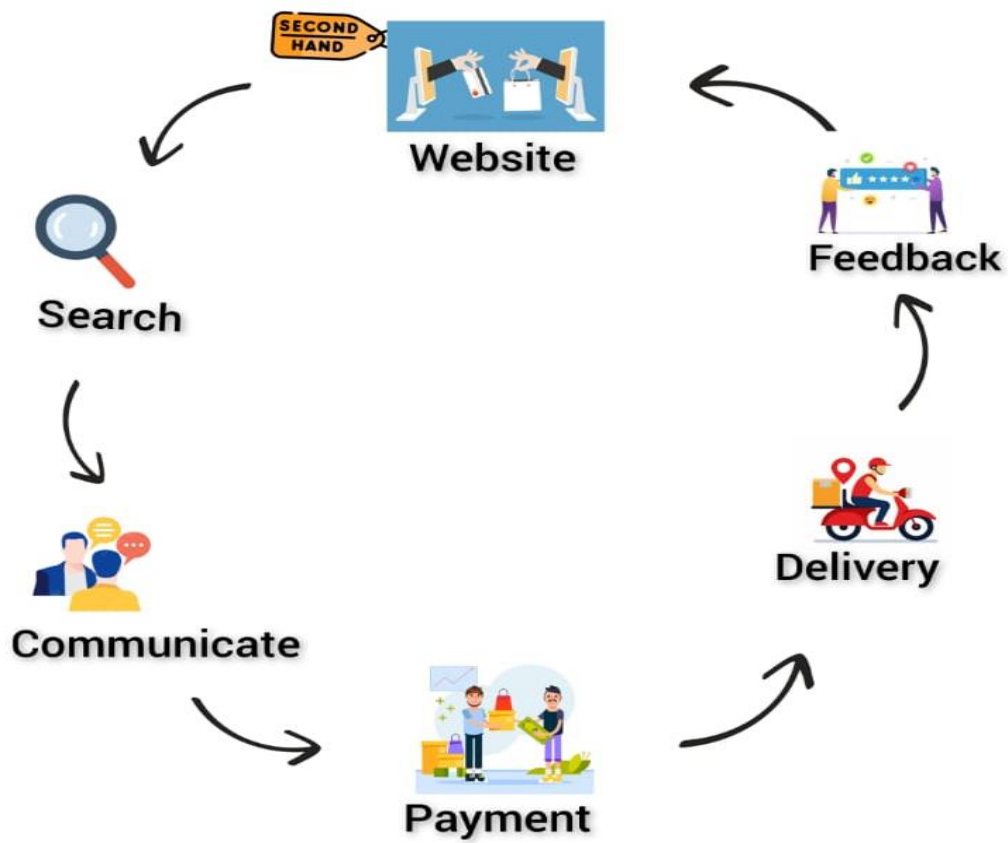 SECOND
HAND
Website
Search
Communicate
Payment
Delivery
Feedback